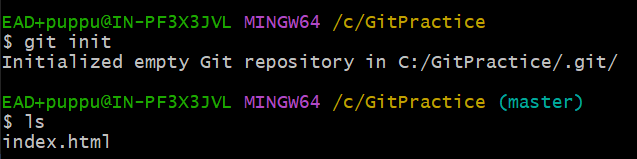 EAD+puppu@IN-PF3X3JVL MINGW64 /c/GitPractice
$ git init
Initialized empty Git repository in C:/GitPractice/.git/
EAD+puppu@IN-PF3X3JVL MINGW64 /c/GitPractice (master)
$ ls
index.html